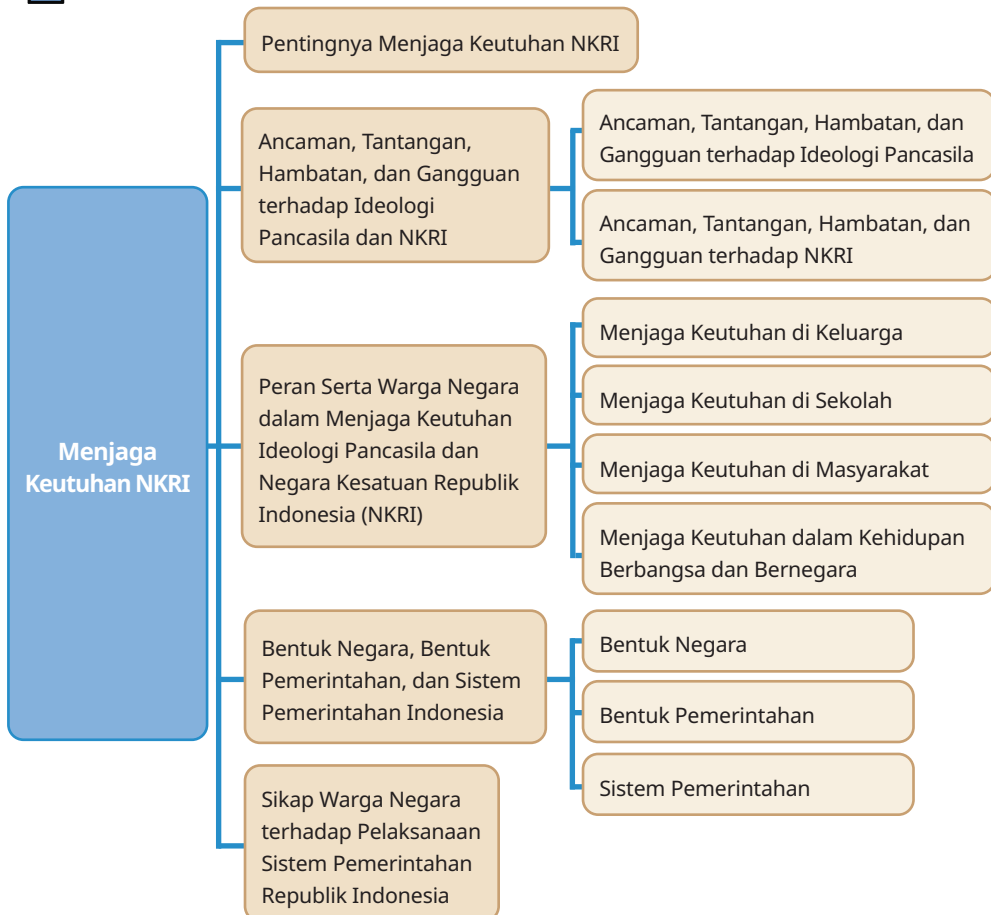 Menjaga
Keutuhan NKRI
Pentingnya Menjaga Keutuhan NKRI
Ancaman, Tantangan,
Hambatan, dan Gangguan
terhadap Ideologi
Pancasila dan NKRI
Ancaman, Tantangan, Hambatan, dan
Gangguan terhadap Ideologi Pancasila
Ancaman, Tantangan, Hambatan, dan
Gangguan terhadap NKRI
Peran Serta Warga Negara
dalam Menjaga Keutuhan
Ideologi Pancasila dan
Negara Kesatuan Republik
Indonesia (NKRI)
Menjaga Keutuhan di Keluarga
Menjaga Keutuhan di Sekolah
Menjaga Keutuhan di Masyarakat
Menjaga Keutuhan dalam Kehidupan
Berbangsa dan Bernegara
Bentuk Negara, Bentuk
Pemerintahan, dan Sistem
Pemerintahan Indonesia
Bentuk Negara
Bentuk Pemerintahan
Sistem Pemerintahan
Sikap Warga Negara
terhadap Pelaksanaan
Sistem Pemerintahan
Republik Indonesia